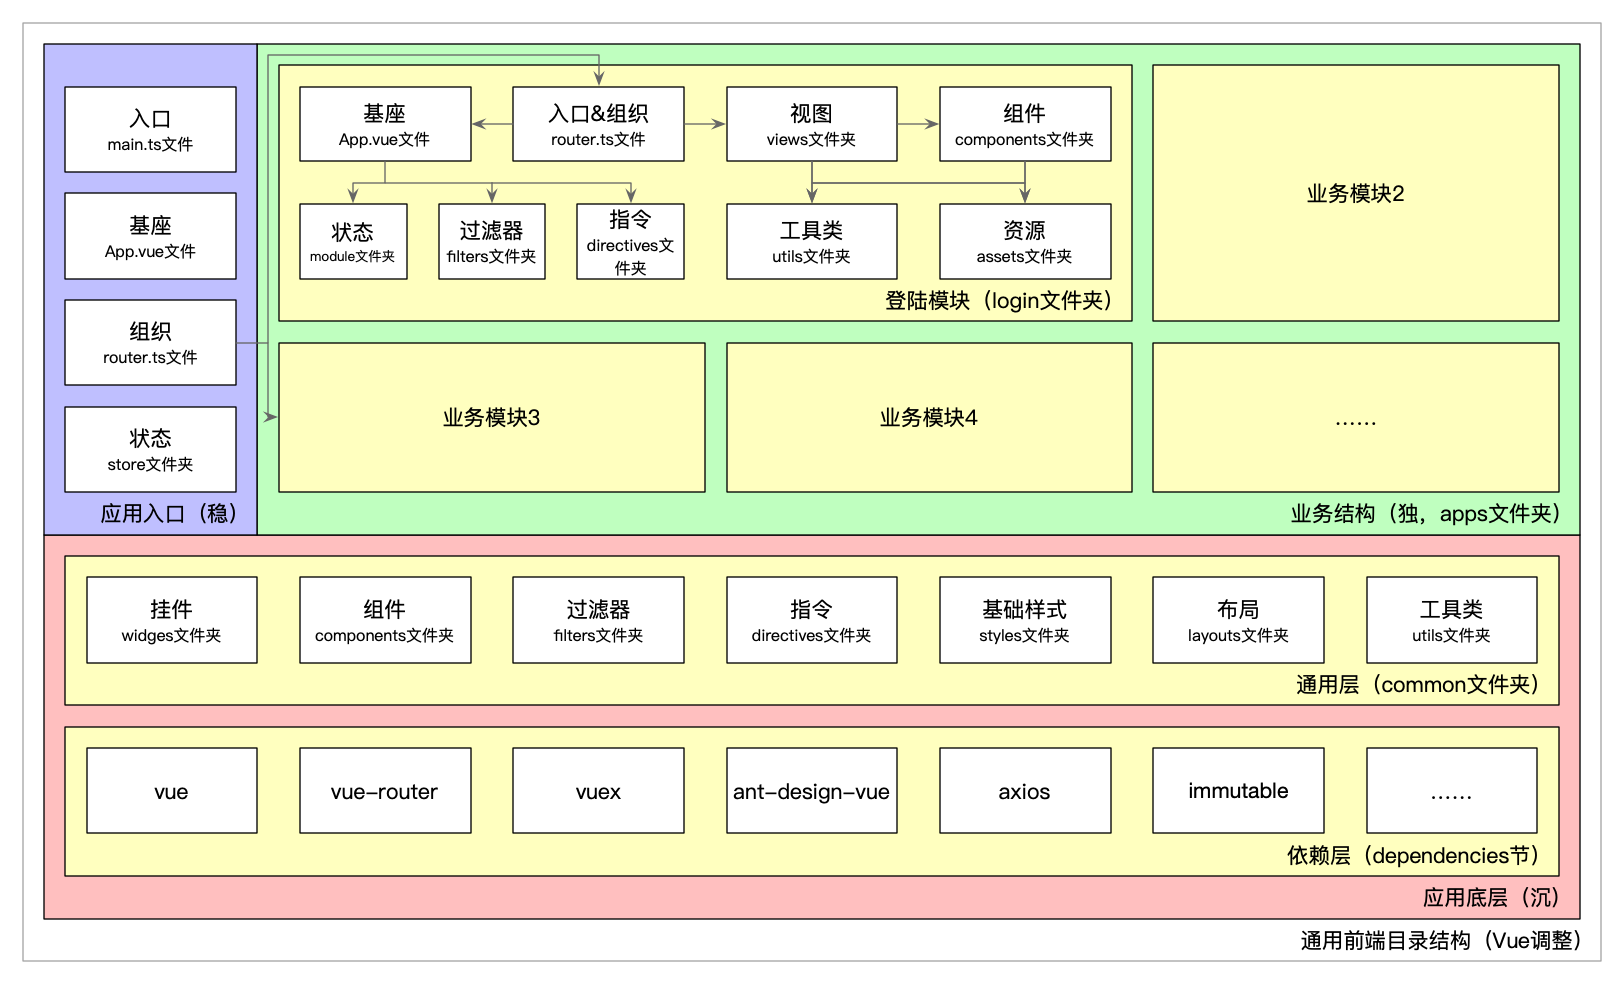 入口
main.ts文件
基座
App.vue文件
组织
router.ts文件
状态
store文件夹
应用入口（稳）
基座
App.vue文件
入口&组织
router.ts文件
视图
views文件夹
组件
components文件夹
状态
module文件夹
过滤器
filters文件夹
指令
directives文
件夹
工具类
utils文件夹
资源
assets文件夹
登陆模块（login文件夹）
业务模块2
业务模块3
业务模块4
……
业务结构（独，apps文件夹）
挂件
widges文件夹
组件
components文件夹
过滤器
filters文件夹
指令
directives文件夹
基础样式
styles文件夹
布局
layouts文件夹
工具类
utils文件夹
通用层（common文件夹）
vue
vue-router
vuex
ant-design-vue
axios
immutable
……
依赖层（dependencies节）
应用底层（沉）
通用前端目录结构（Vue调整）